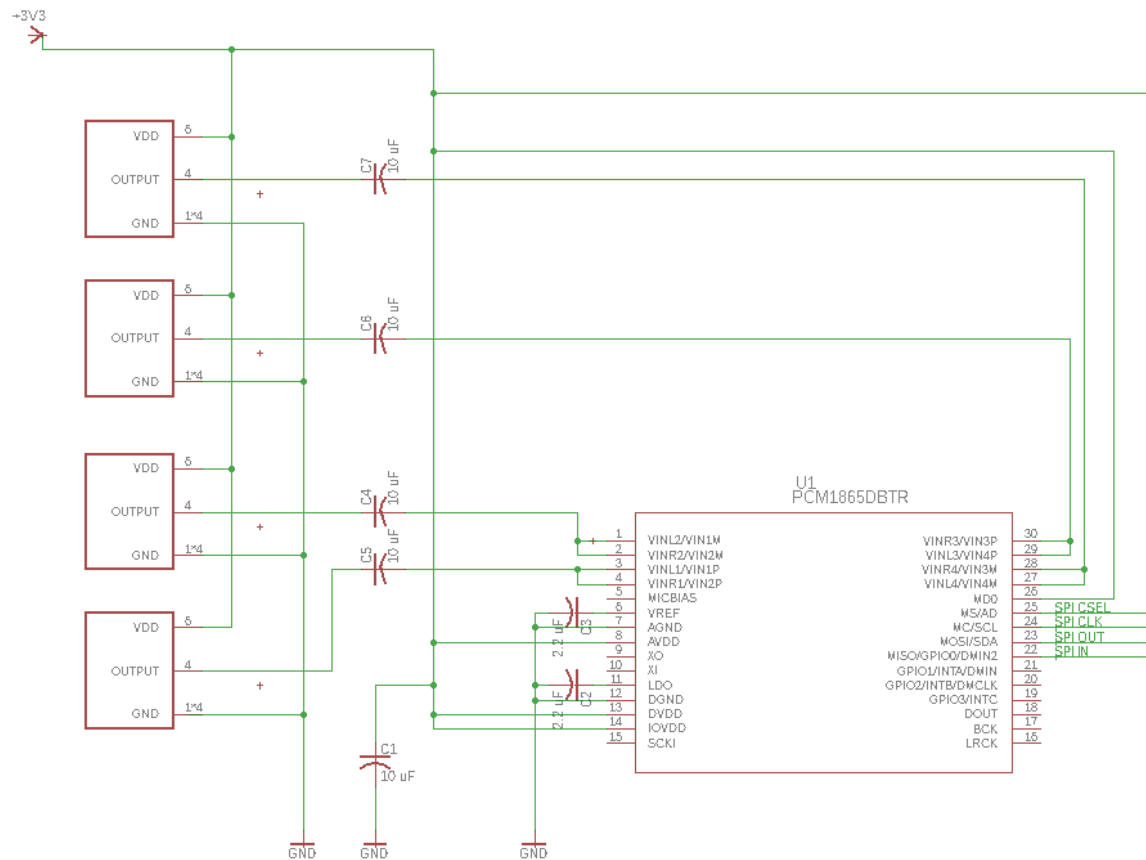 +3V3
VDD 6
OUTPUT 4
GND 1*4
C7
10 uF
VDD 6
OUTPUT 4
GND 1*4
C6
10 uF
VDD 6
OUTPUT 4
GND 1*4
C4
10 uF
C5
10 uF
VDD 6
OUTPUT 4
GND 1*4
C1
10 uF
GND
GND
GND
C3
2.2 uF
C2
2.2 uF
U1
PCM1865DBTR
1 VINL2/VIN1M
2 VINR2/VIN2M
3 VINL1/VIN1P
4 VINR1/VIN2P
5 MICBIAS
6 VREF
7 AGND
8 AVDD
9 XO
10 XI
11 LDO
12 DGND
13 DVDD
14 IOVDD
15 SCKI
VINR3/VIN3P 30
VINL3/VIN4P 29
VINR4/VIN3M 28
VINL4/VIN4M 27
MD0 26
MS/AD 25 SPI CSEL
MC/SCL 24 SPI CLK
MOSI/SDA 23 SPI OUT
MISO/GPIO0/DMIN2 22 SPI IN
GPIO1/INTA/DMIN 21
GPIO2/INTB/DMCLK 20
GPIO3/INTC 19
DOUT 18
BCK 17
LRCK 16